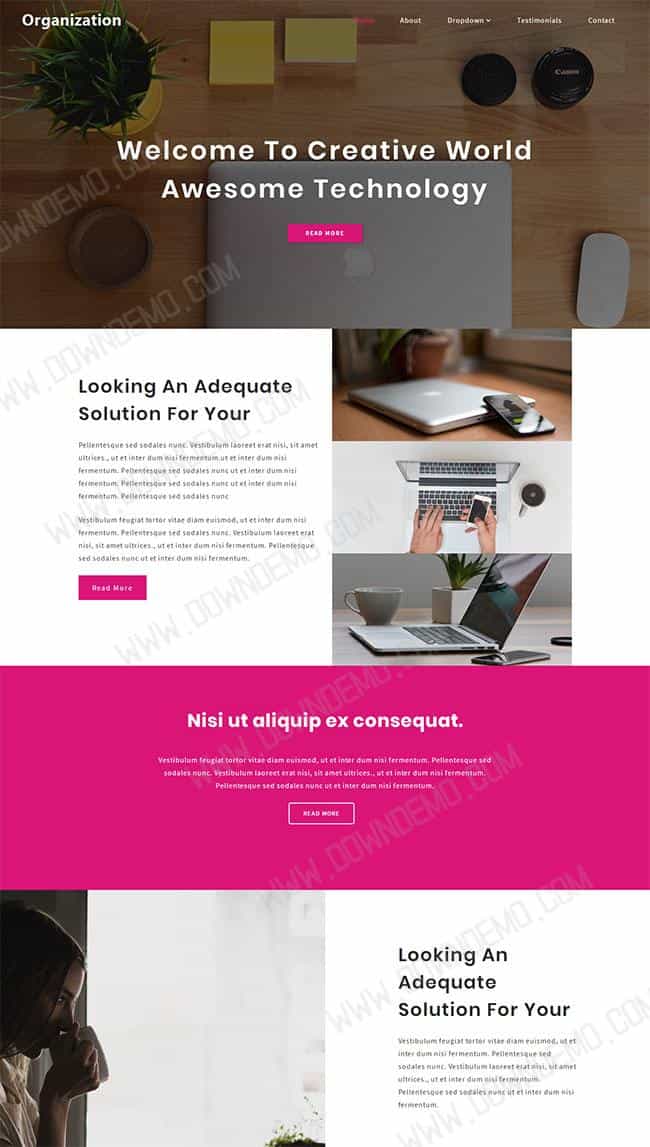 Organization
Home About Dropdown Testimonials Contact
Canon
Welcome To Creative World
Awesome Technology
READ MORE
Looking An Adequate
Solution For Your
Pellentesque sed sodales nunc. Vestibulum laoreet erat nisi, sit amet
ultrices., ut et inter dum nisi fermentum.ut et inter dum nisi
fermentum. Pellentesque sed sodales nunc ut et inter dum nisi
fermentum. Pellentesque sed sodales nunc ut et inter dum nisi
fermentum. Pellentesque sed sodales nunc
Vestibulum feugiat tortor vitae diam euismod, ut et inter dum nisi
fermentum. Pellentesque sed sodales nunc. Vestibulum laoreet erat
nisi, sit amet ultrices., ut et inter dum nisi fermentum. Pellentesque
sed sodales nunc ut et inter dum nisi fermentum.
Read More
Nisi ut aliquip ex consequat.
Vestibulum feugiat tortor vitae diam euismod, ut et inter dum nisi fermentum. Pellentesque sed
sodales nunc. Vestibulum laoreet erat nisi, sit amet ultrices., ut et inter dum nisi fermentum.
Pellentesque sed sodales nunc ut et inter dum nisi fermentum.
READ MORE
Looking An
Adequate
Solution For Your
Vestibulum feugiat tortor vitae diam euismod, ut et
inter dum nisi fermentum. Pellentesque sed
sodales nunc. Vestibulum laoreet erat nisi, sit amet
ultrices., ut et inter dum nisi fermentum.
Pellentesque sed sodales nunc ut et inter dum nisi
fermentum.
WWW.DOWNDEMO.COM